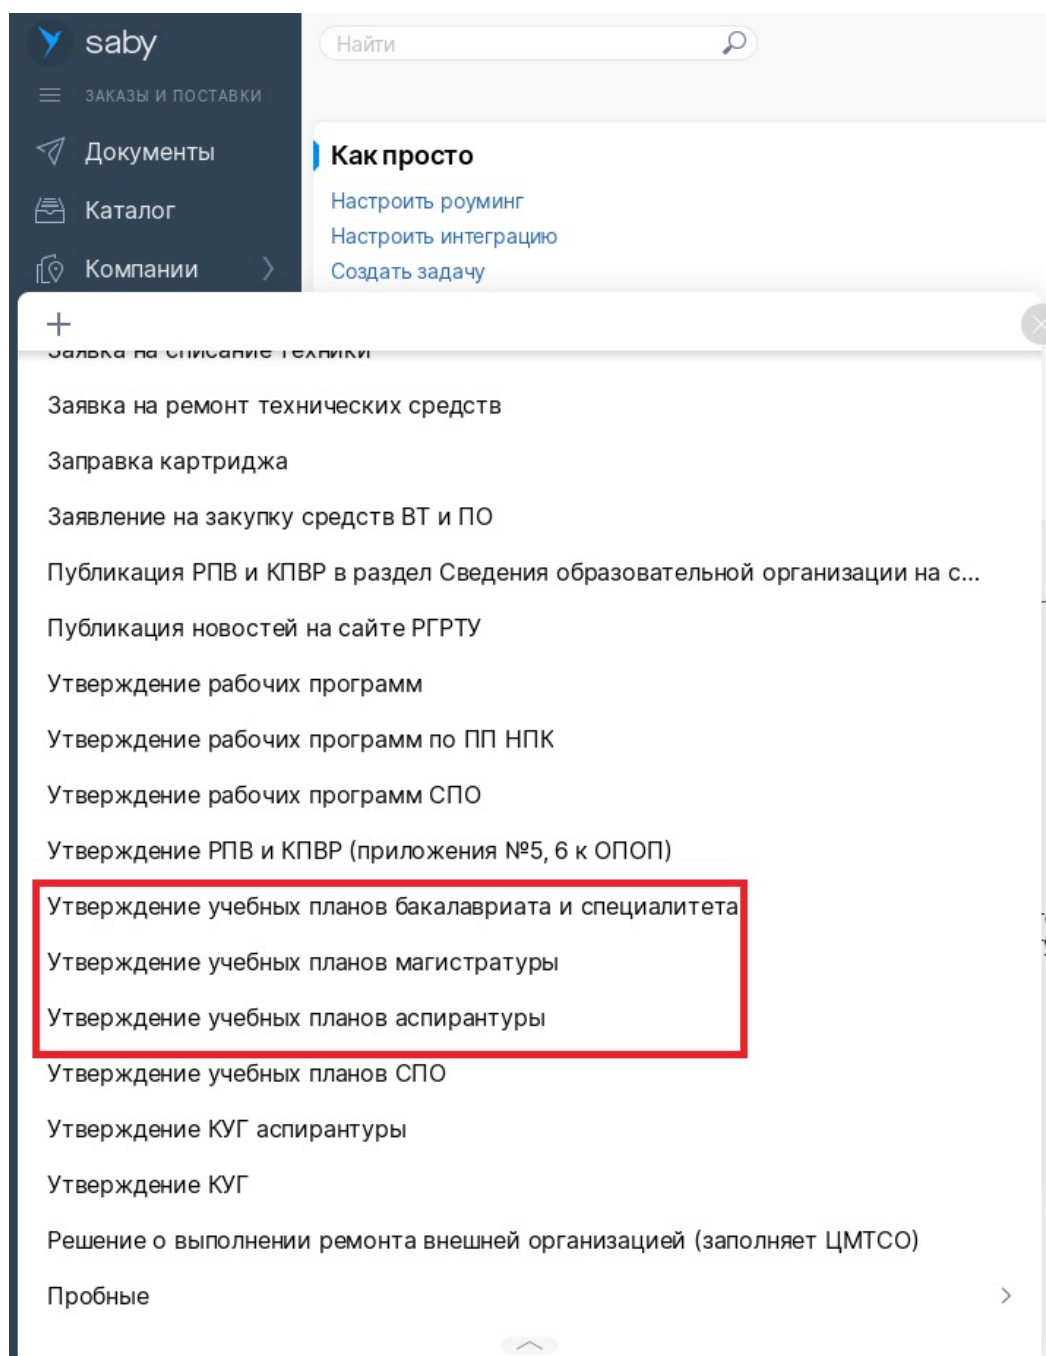 saby
Найти
ЗАКАЗЫ И ПОСТАВКИ
Документы
Каталог
Компании
Как просто
Настроить роуминг
Настроить интеграцию
Создать задачу
Заявка на списание техники
Заявка на ремонт технических средств
Заправка картриджа
Заявление на закупку средств ВТ и ПО
Публикация РПВ и КПВР в раздел Сведения образовательной организации на с...
Публикация новостей на сайте РГРТУ
Утверждение рабочих программ
Утверждение рабочих программ по ПП НПК
Утверждение рабочих программ СПО
Утверждение РПВ и КПВР (приложения №5, 6 к ОПОП)
Утверждение учебных планов бакалавриата и специалитета
Утверждение учебных планов магистратуры
Утверждение учебных планов аспирантуры
Утверждение учебных планов СПО
Утверждение КУГ аспирантуры
Утверждение КУГ
Решение о выполнении ремонта внешней организацией (заполняет ЦМТСО)
Пробные